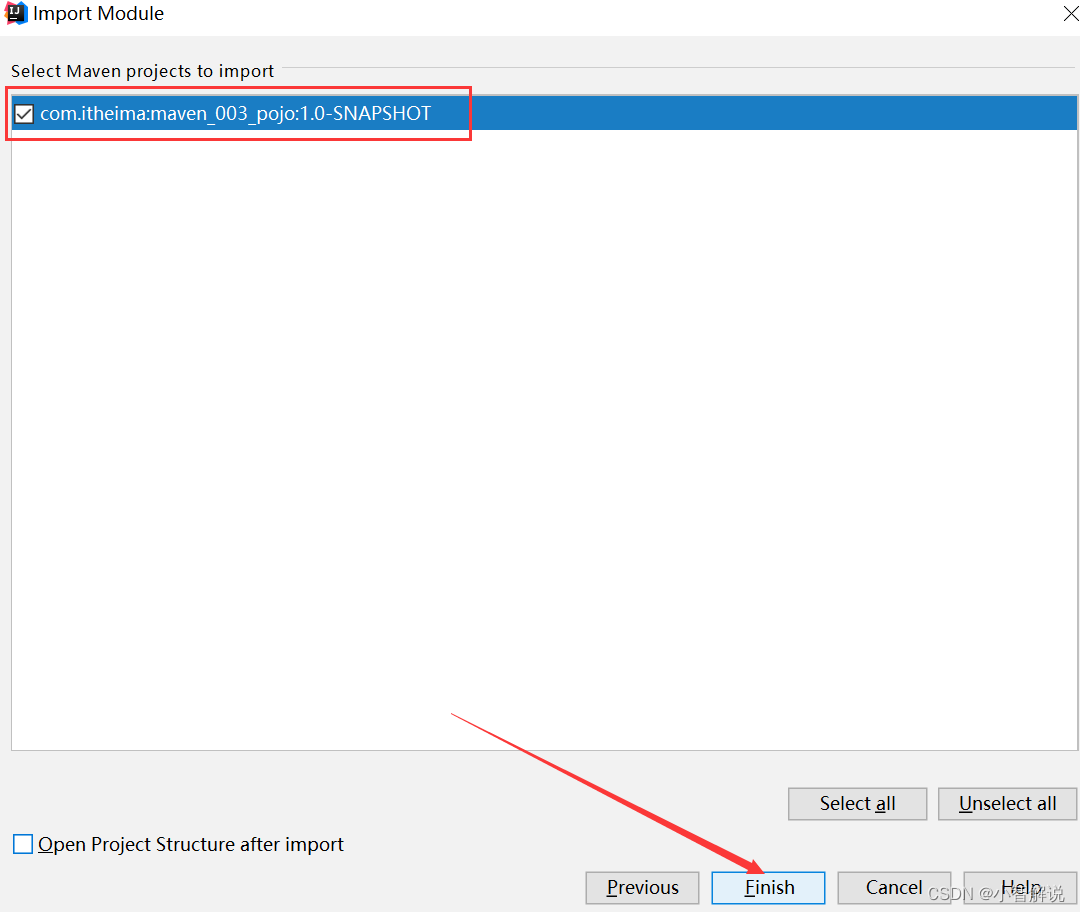 Import Module
Select Maven projects to import
com.itheima:maven_003_pojo:1.0-SNAPSHOT
Select all
Unselect all
Open Project Structure after import
Previous
Finish
Cancel
Help
CSDN @小智解说